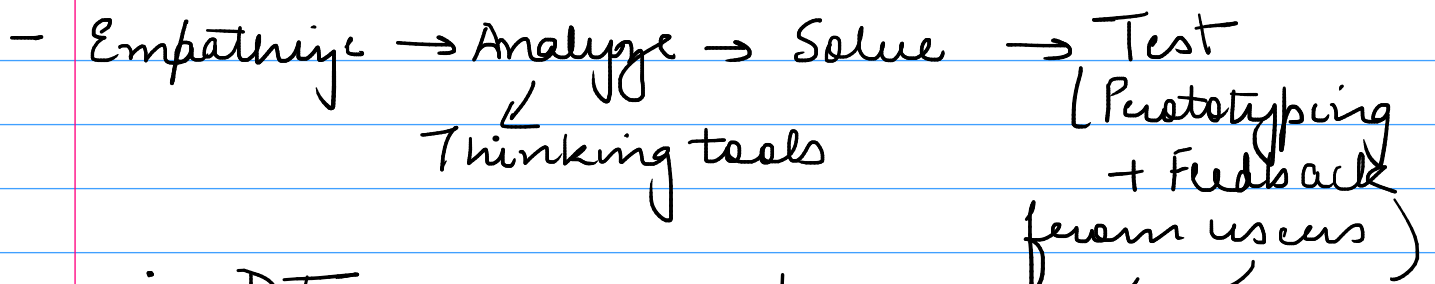 - Empathize → Analyze → Solve → Test
(Prototyping
Thinking tools
+ Feedback
from users)